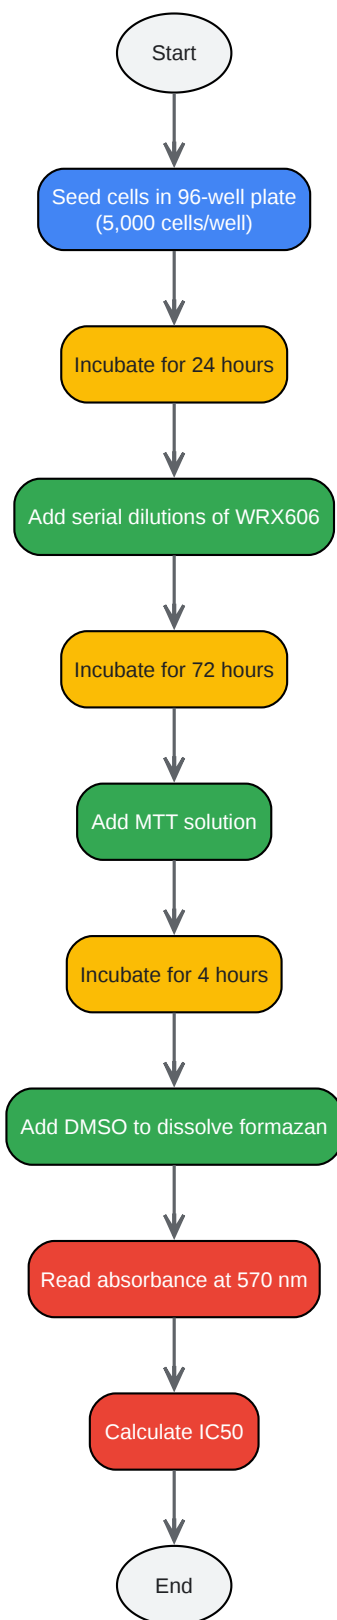 Start
Seed cells in 96-well plate
(5,000 cells/well)
Incubate for 24 hours
Add serial dilutions of WRX606
Incubate for 72 hours
Add MTT solution
Incubate for 4 hours
Add DMSO to dissolve formazan
Read absorbance at 570 nm
Calculate IC50
End